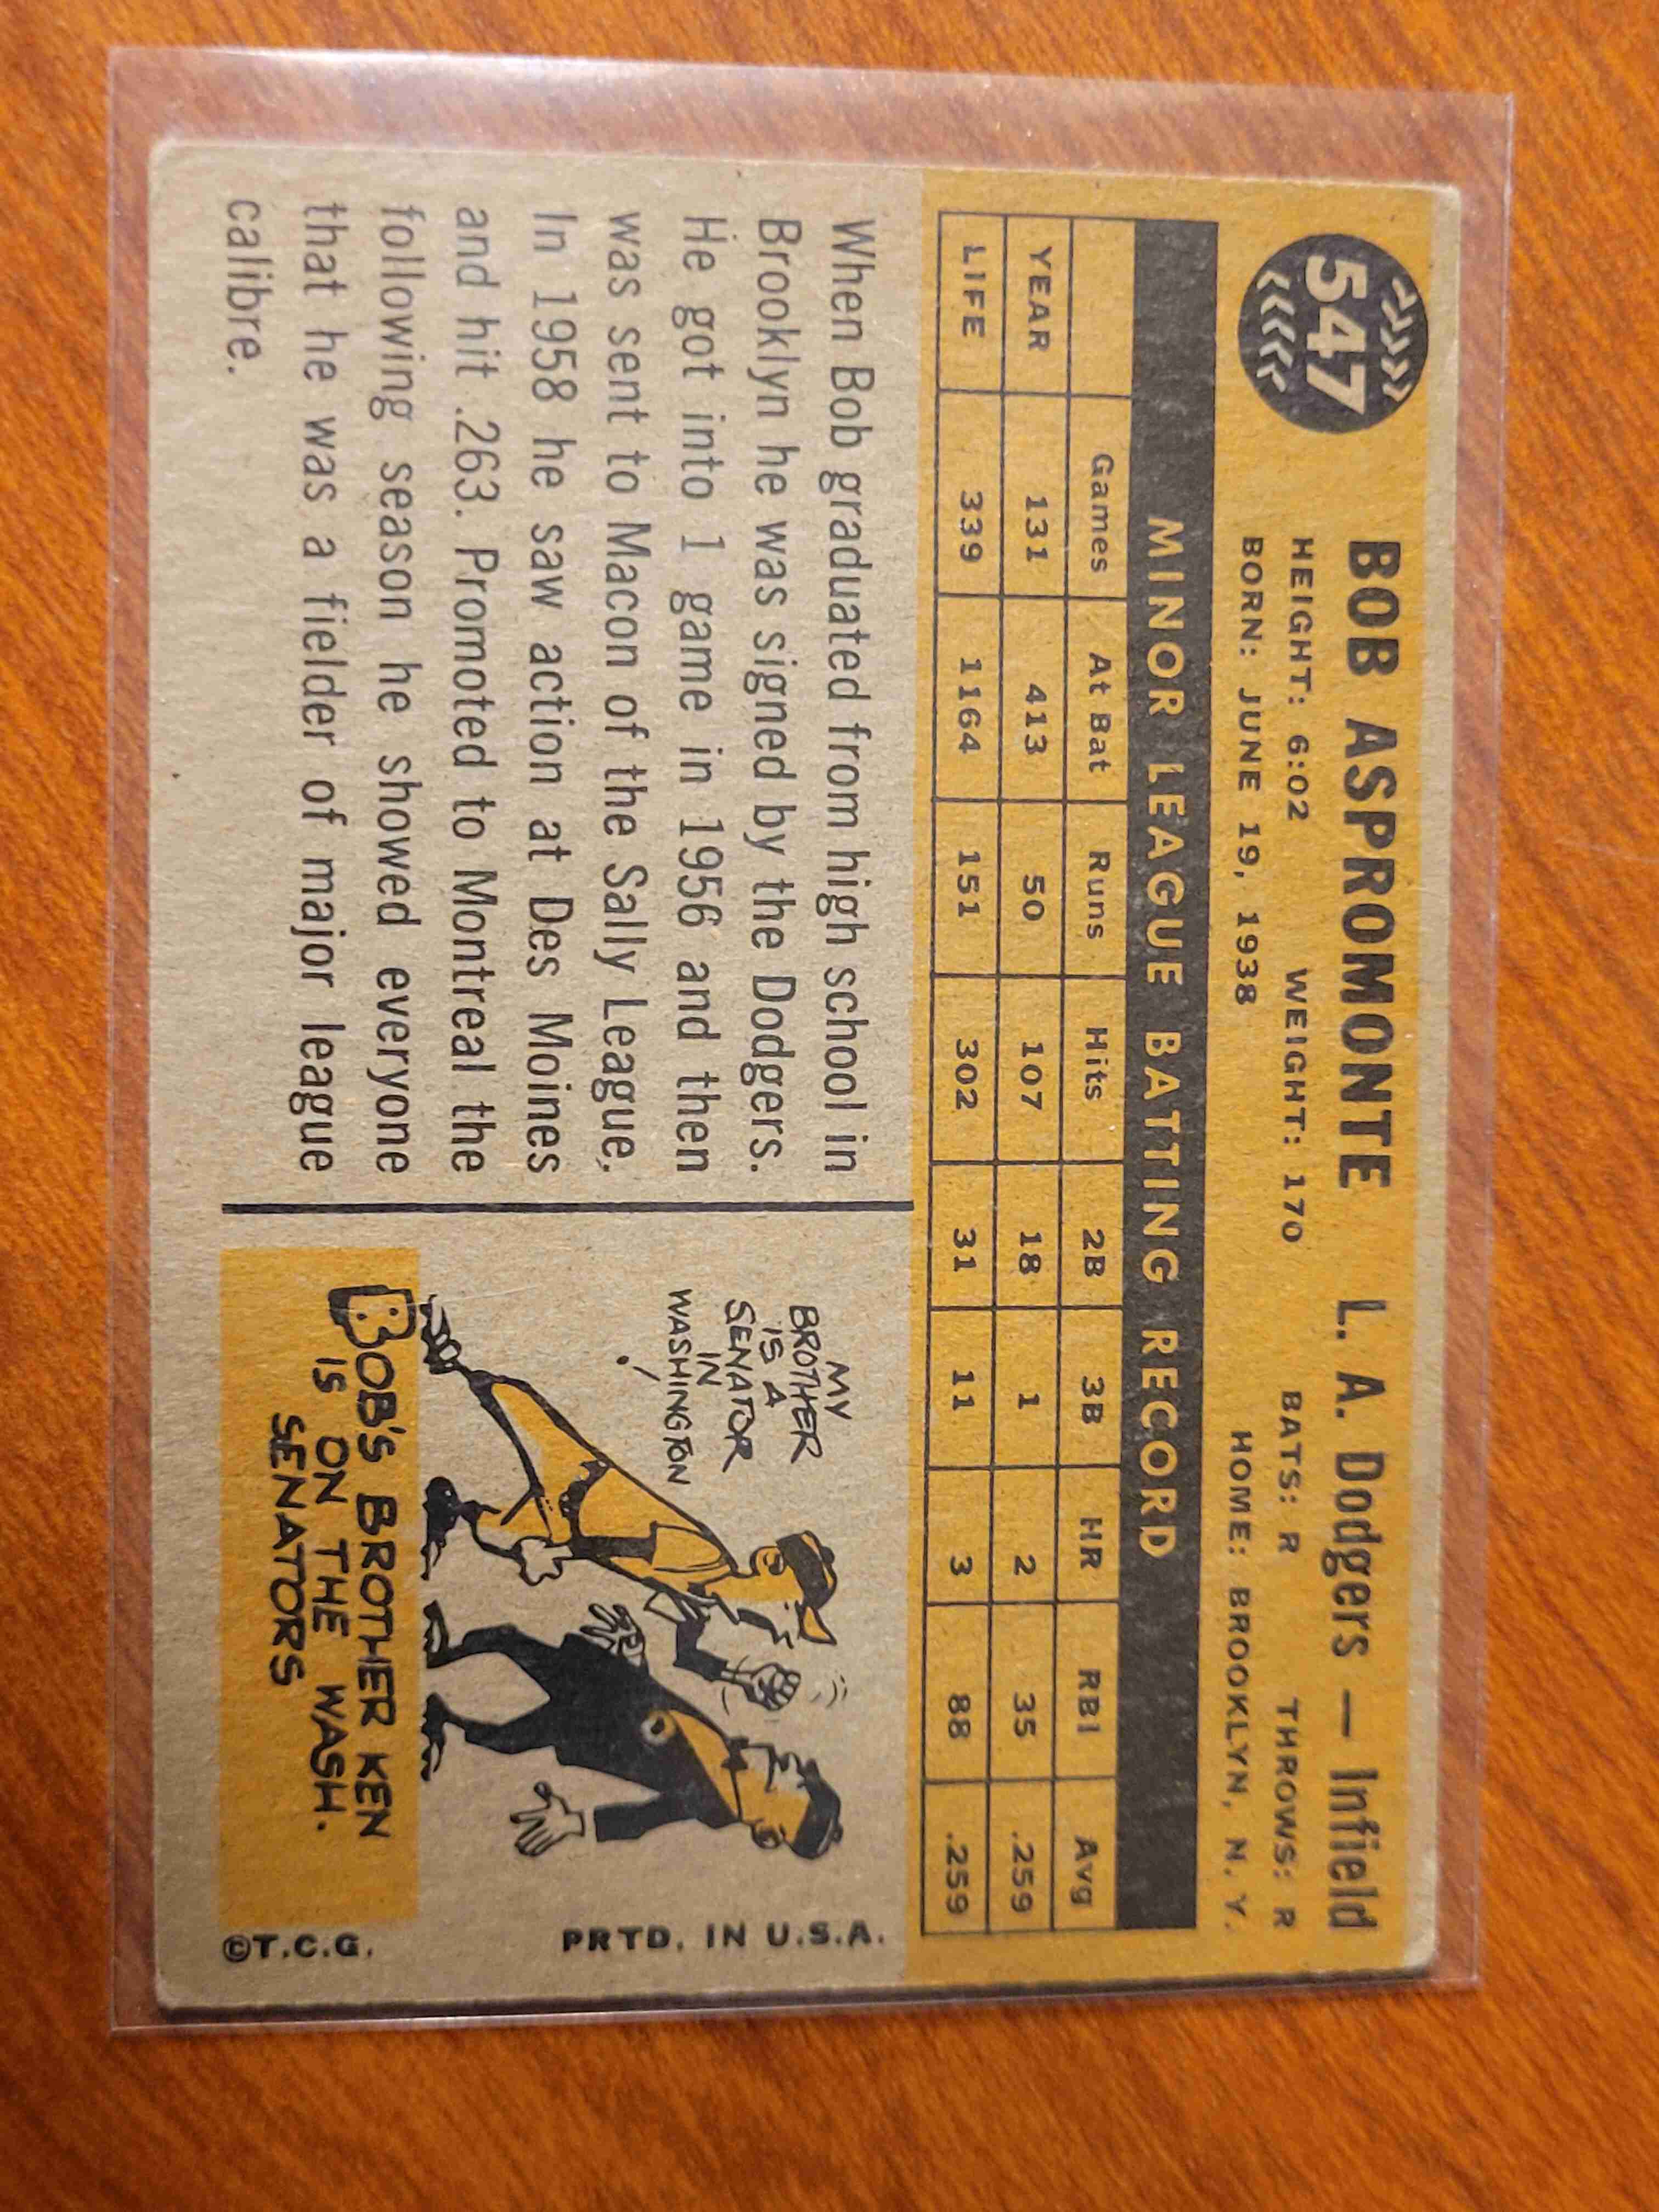 547
BOB ASPROMONTE L. A. Dodgers — Infield
HEIGHT: 6:02 WEIGHT: 170 BATS: R THROWS: R
BORN: JUNE 19, 1938 HOME: BROOKLYN, N. Y.
MINOR LEAGUE BATTING RECORD
Games At Bat Runs Hits 2B 3B HR RBI Avg
YEAR 131 413 50 107 18 1 2 35 .259
LIFE 339 1164 151 302 31 11 3 88 .259
When Bob graduated from high school in
Brooklyn he was signed by the Dodgers.
He got into 1 game in 1956 and then
was sent to Macon of the Sally League.
In 1958 he saw action at Des Moines
and hit .263. Promoted to Montreal the
following season he showed everyone
that he was a fielder of major league
calibre.
MY
BROTHER
IS A
SENATOR
IN
WASHINGTON
!
BOB'S BROTHER KEN
IS ON THE WASH.
SENATORS
PRTD. IN U.S.A.
©T.C.G.